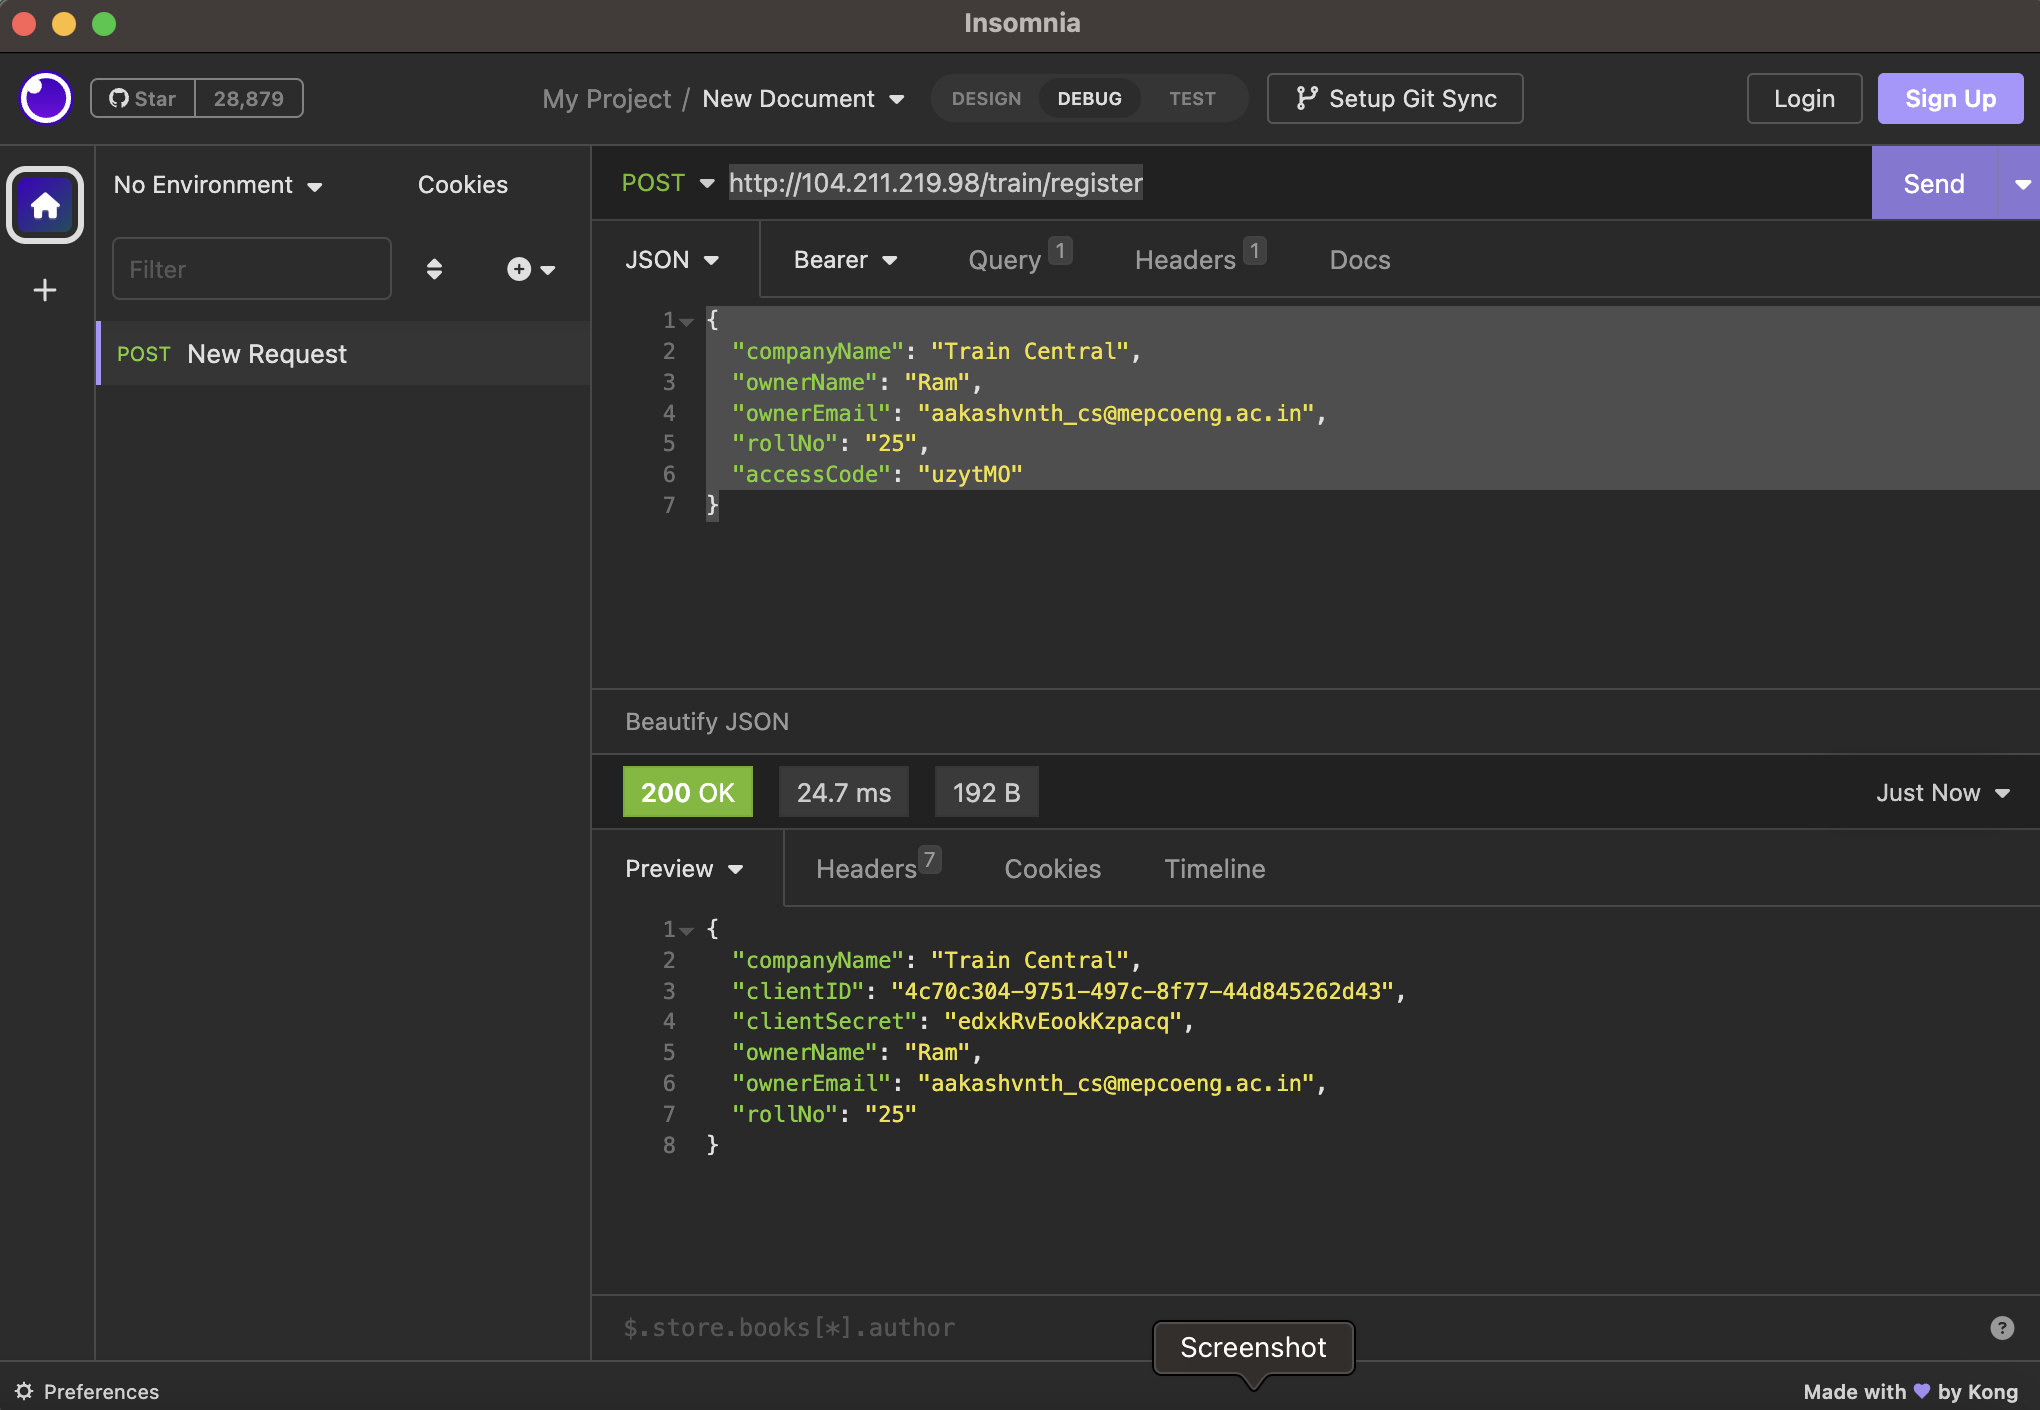 Insomnia
Star 28,879
My Project / New Document
DESIGN DEBUG TEST
Setup Git Sync
Login
Sign Up
No Environment
Cookies
Filter
POST New Request
POST http://104.211.219.98/train/register
Send
JSON
Bearer
Query 1
Headers 1
Docs
1 {
2 "companyName": "Train Central",
3 "ownerName": "Ram",
4 "ownerEmail": "aakashvnth_cs@mepcoeng.ac.in",
5 "rollNo": "25",
6 "accessCode": "uzytMO"
7 }
Beautify JSON
200 OK
24.7 ms
192 B
Just Now
Preview
Headers 7
Cookies
Timeline
1 {
2 "companyName": "Train Central",
3 "clientID": "4c70c304-9751-497c-8f77-44d845262d43",
4 "clientSecret": "edxkRvEookKzpacq",
5 "ownerName": "Ram",
6 "ownerEmail": "aakashvnth_cs@mepcoeng.ac.in",
7 "rollNo": "25"
8 }
$.store.books[*].author
?
Screenshot
Preferences
Made with 💜 by Kong